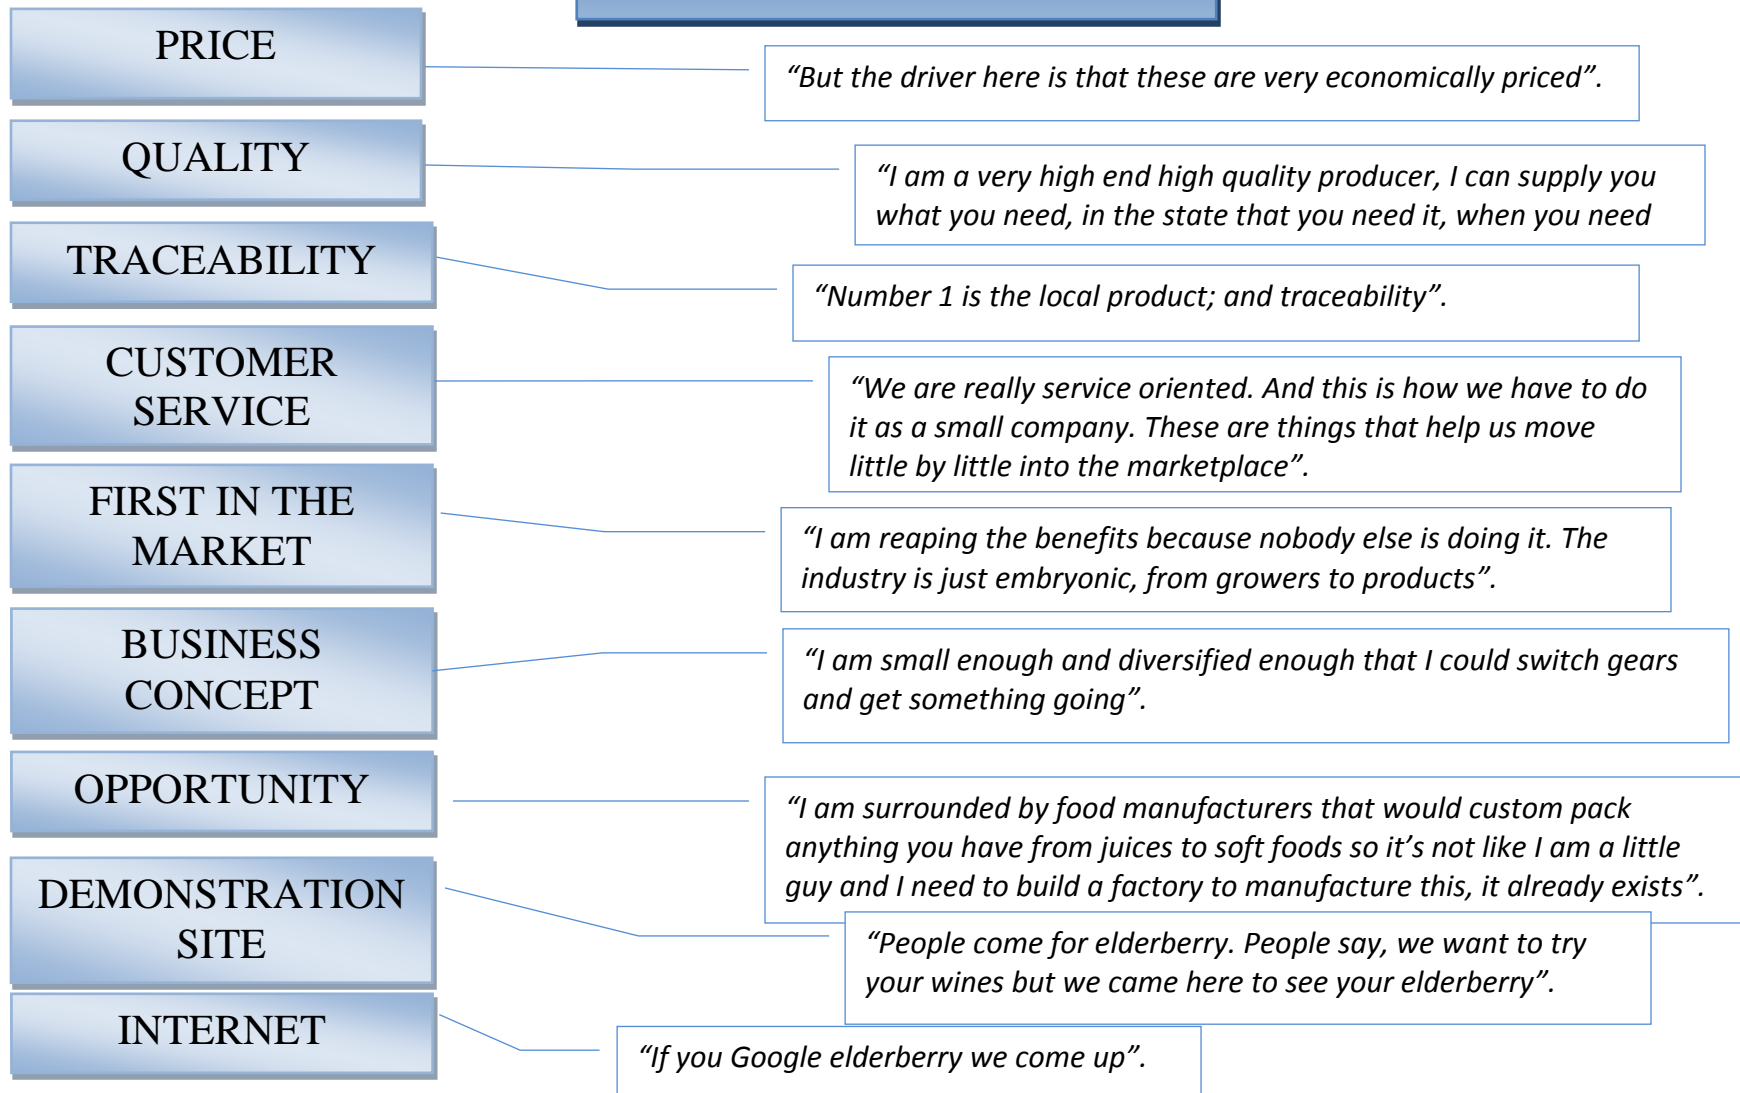 PRICE
“But the driver here is that these are very economically priced”.
QUALITY
“I am a very high end high quality producer, I can supply you
what you need, in the state that you need it, when you need
TRACEABILITY
“Number 1 is the local product; and traceability”.
CUSTOMER
SERVICE
“We are really service oriented. And this is how we have to do
it as a small company. These are things that help us move
little by little into the marketplace”.
FIRST IN THE
MARKET
“I am reaping the benefits because nobody else is doing it. The
industry is just embryonic, from growers to products”.
BUSINESS
CONCEPT
“I am small enough and diversified enough that I could switch gears
and get something going”.
OPPORTUNITY
“I am surrounded by food manufacturers that would custom pack
anything you have from juices to soft foods so it’s not like I am a little
guy and I need to build a factory to manufacture this, it already exists”.
DEMONSTRATION
SITE
“People come for elderberry. People say, we want to try
your wines but we came here to see your elderberry”.
INTERNET
“If you Google elderberry we come up”.